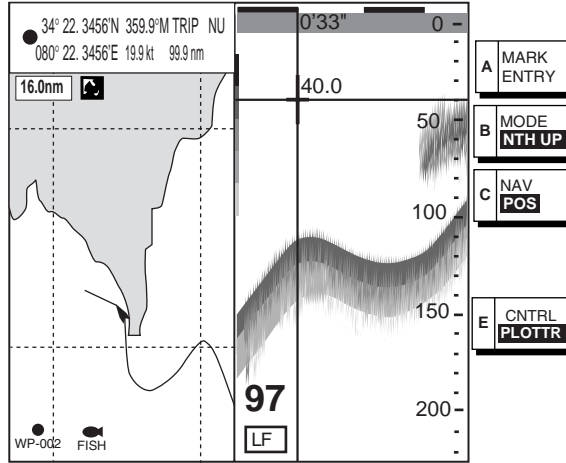 34° 22. 3456'N 359.9°M TRIP NU
080° 22. 3456'E 19.9 kt 99.9 nm
16.0nm
WP-002
FISH
0'33"
40.0
0
50
100
150
200
97
LF
A MARK ENTRY
B MODE NTH UP
C NAV POS
E CNTRL PLOTTR